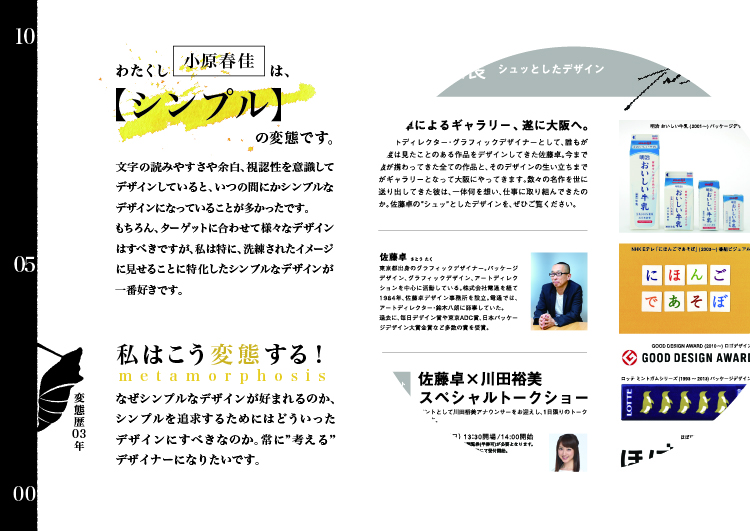 10
05
00
変態歴03年
わたくし 小原春佳 は、
【シンプル】
の変態です。
文字の読みやすさや余白、視認性を意識して
デザインしていると、いつの間にかシンプルな
デザインになっていることが多かったです。
もちろん、ターゲットに合わせて様々なデザイン
はすべきですが、私は特に、洗練されたイメージ
に見せることに特化したシンプルなデザインが
一番好きです。
私はこう変態する！
metamorphosis
なぜシンプルなデザインが好まれるのか、
シンプルを追求するためにはどういった
デザインにすべきなのか。常に”考える”
デザイナーになりたいです。
展 シュッとしたデザイン
によるギャラリー、遂に大阪へ。
トディレクター・グラフィックデザイナーとして、誰もが
は見たことのある作品をデザインしてきた佐藤卓。今まで
が携わってきた全ての作品と、そのデザインの生い立ちまで
がギャラリーとなって大阪にやってきます。数々の名作を世に
送り出してきた彼は、一体何を想い、仕事に取り組んできたの
か。佐藤卓の"シュッ"としたデザインを、ぜひご覧ください。
佐藤卓 さとう たく
東京都出身のグラフィックデザイナー。パッケージ
デザイン、グラフィックデザイン、アートディレク
ションを中心に活動している。株式会社電通を経て
1984年、佐藤卓デザイン事務所を設立。電通では、
アートディレクター・鈴木八朗に師事していた。
過去に、毎日デザイン賞や東京ADC賞、日本パッケー
ジデザイン大賞金賞など多数の賞を受賞。
佐藤卓×川田裕美
スペシャルトークショー
ントとして川田裕美アナウンサーをお迎えし、1日限りのトーク
13:30開場/14:00開始
明治 おいしい牛乳 (2001〜) パッケージデザ
明治
おいしい牛乳
明治
おいしい牛乳
おいしい牛乳
NHK Eテレ「にほんごであそぼ」(2003〜) 番組ビジュアル
にほんご
であそぼ
GOOD DESIGN AWARD (2010〜) ロゴデザイン
GOOD DESIGN AWAR
ロッテ ミントガムシリーズ (1993〜2018) パッケージデザイン
LOTTE